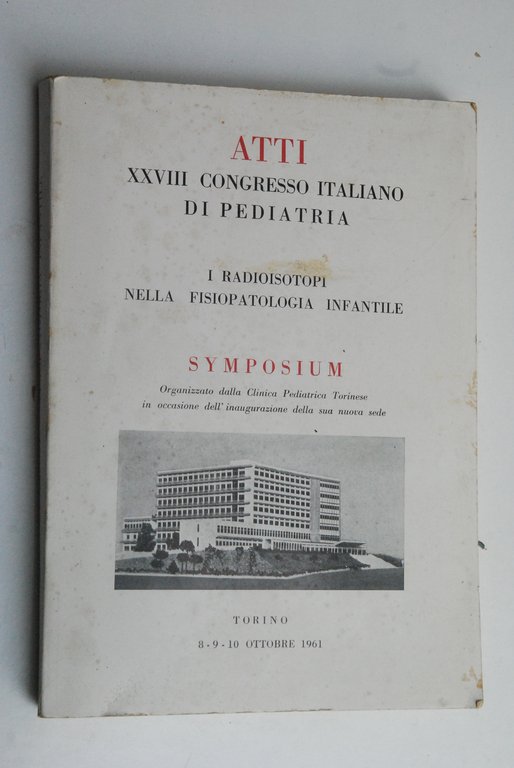 ATTI
XXVIII CONGRESSO ITALIANO
DI PEDIATRIA
I RADIOISOTOPI
NELLA FISIOPATOLOGIA INFANTILE
SYMPOSIUM
Organizzato dalla Clinica Pediatrica Torinese
in occasione dell'inaugurazione della sua nuova sede
TORINO
8-9-10 OTTOBRE 1961